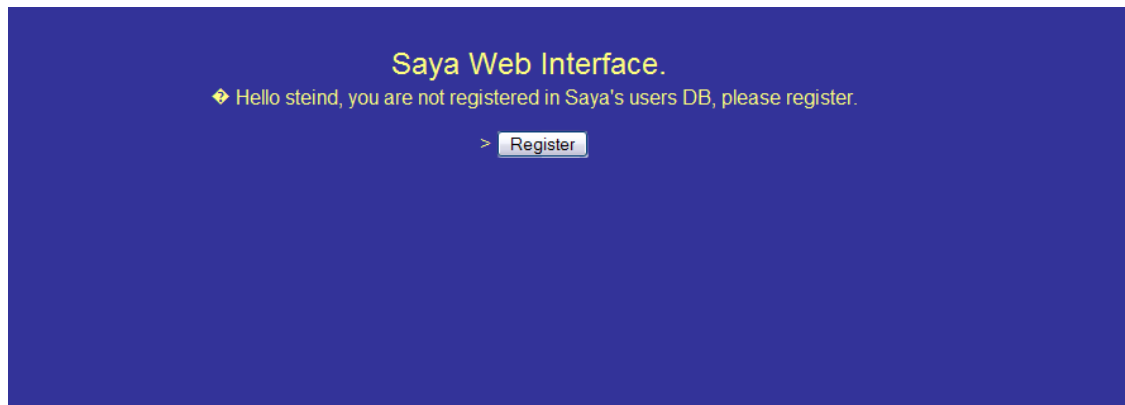 Saya Web Interface.
� Hello steind, you are not registered in Saya's users DB, please register.
> Register